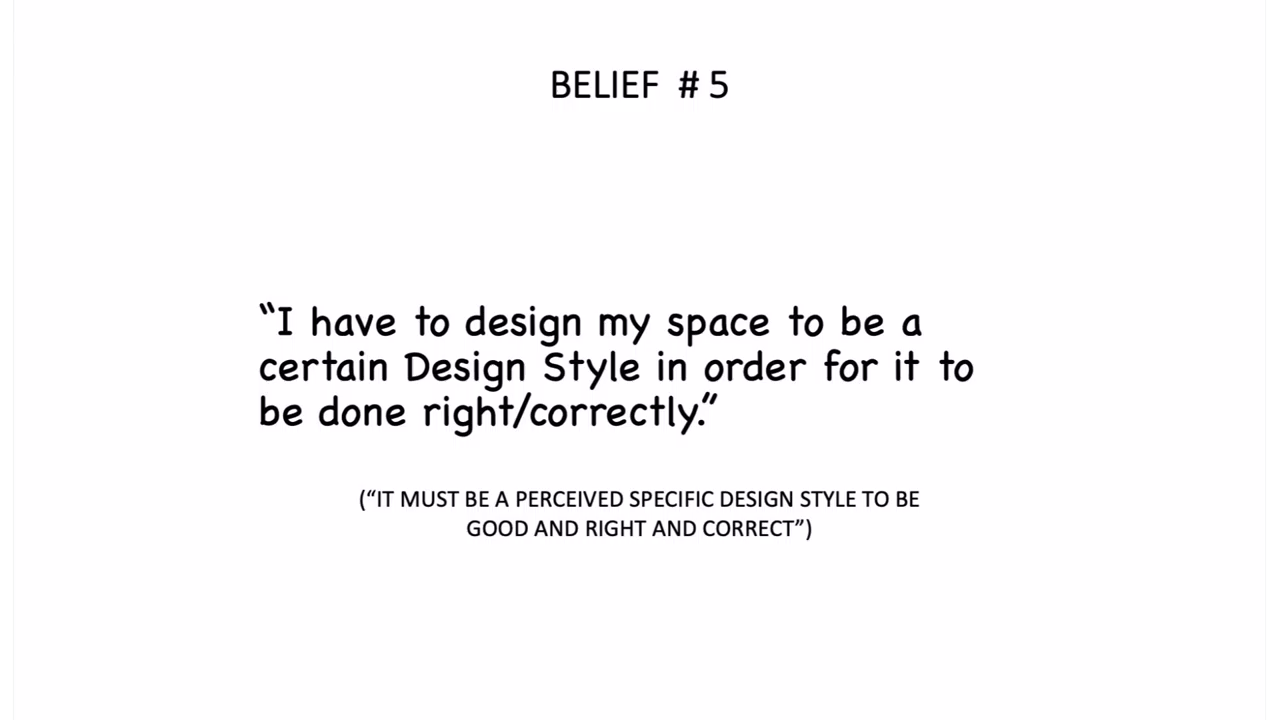 BELIEF # 5
“I have to design my space to be a
certain Design Style in order for it to
be done right/correctly.”
(“IT MUST BE A PERCEIVED SPECIFIC DESIGN STYLE TO BE
GOOD AND RIGHT AND CORRECT”)